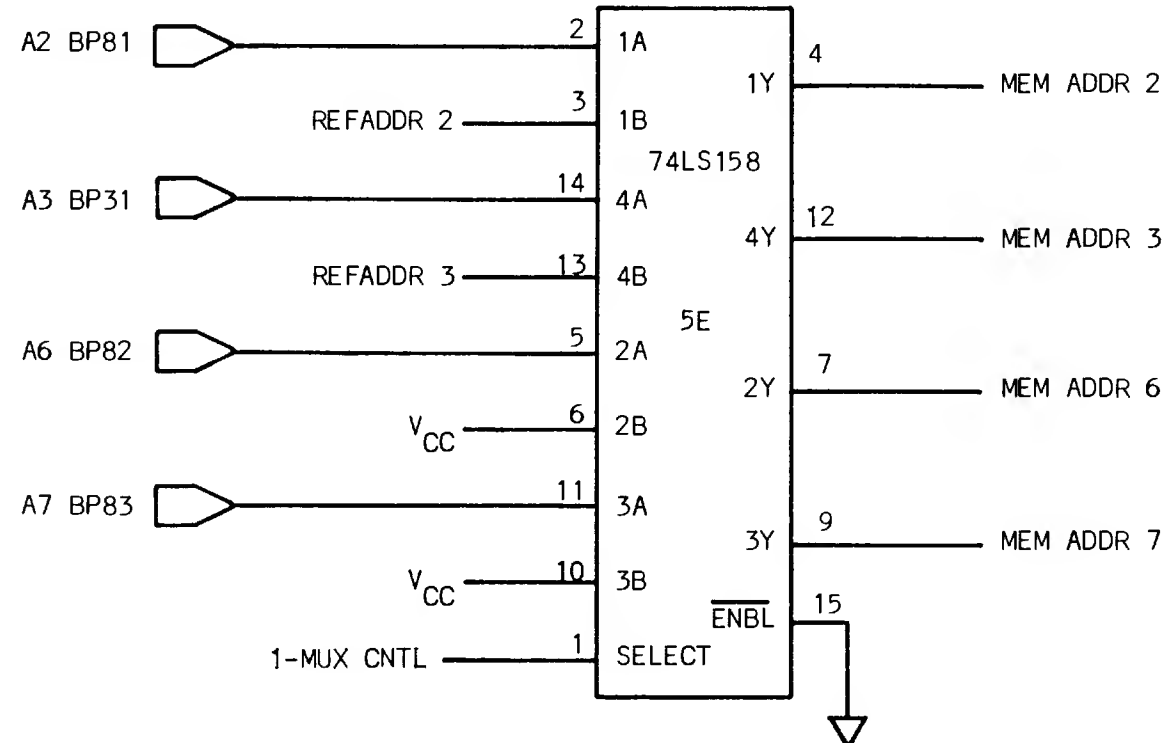 A2 BP81 2 1A
4
1Y MEM ADDR 2
REFADDR 2 3 1B
74LS158
A3 BP31 14 4A
12
4Y MEM ADDR 3
REFADDR 3 13 4B
5E
A6 BP82 5 2A
7
2Y MEM ADDR 6
VCC 6 2B
A7 BP83 11 3A
9
3Y MEM ADDR 7
VCC 10 3B
ENBL 15
1-MUX CNTL 1 SELECT